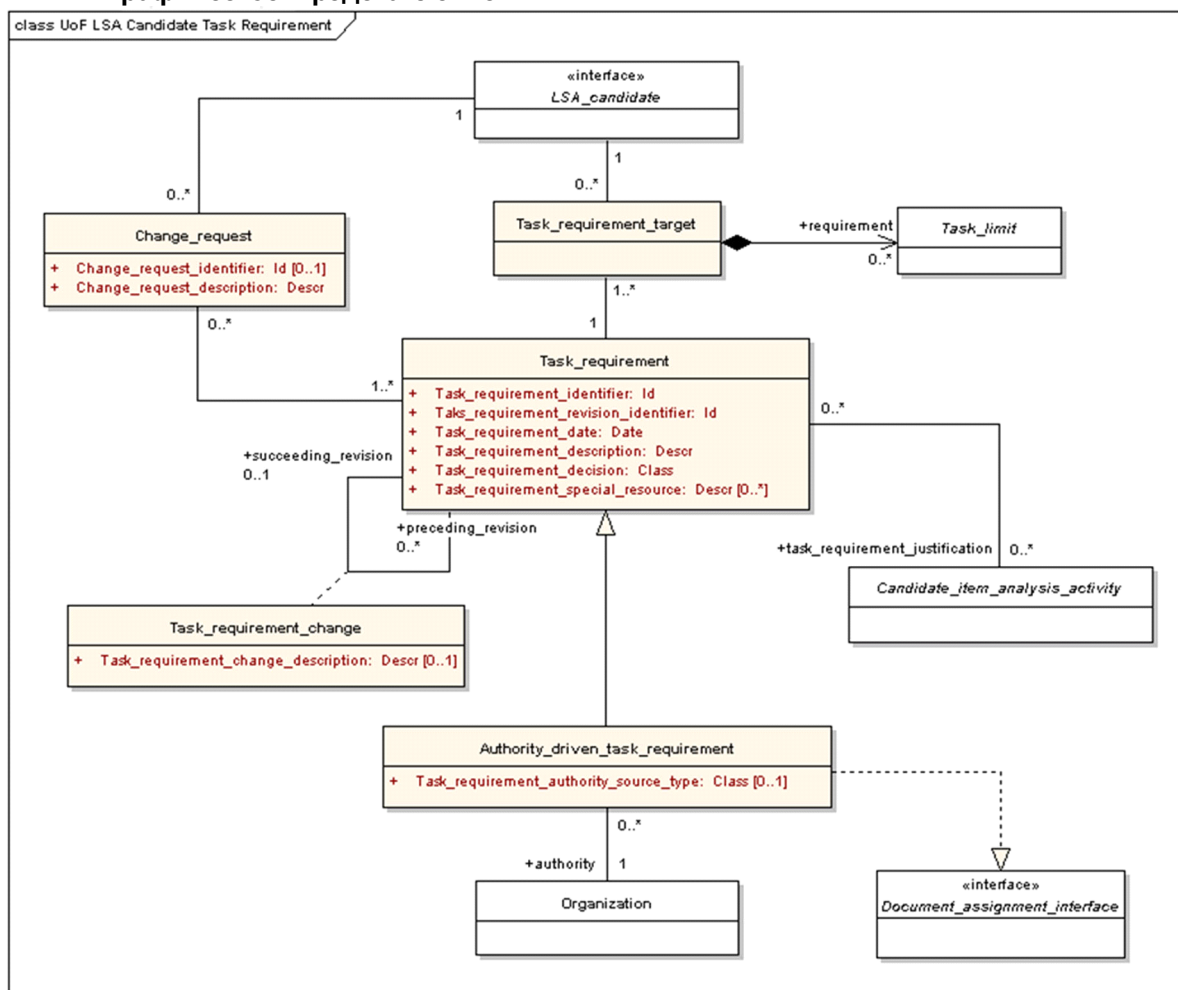 class UoF LSA Candidate Task Requirement
«interface»
LSA_candidate
1
1
0..*
0..*
Change_request
+ Change_request_identifier: Id [0..1]
+ Change_request_description: Descr
Task_requirement_target
+requirement
0..*
Task_limit
0..*
1..*
1
1..*
Task_requirement
+ Task_requirement_identifier: Id
+ Taks_requirement_revision_identifier: Id
+ Task_requirement_date: Date
+ Task_requirement_description: Descr
+ Task_requirement_decision: Class
+ Task_requirement_special_resource: Descr [0..*]
0..*
+succeeding_revision
0..1
+preceding_revision
0..*
+task_requirement_justification
0..*
Candidate_item_analysis_activity
Task_requirement_change
+ Task_requirement_change_description: Descr [0..1]
Authority_driven_task_requirement
+ Task_requirement_authority_source_type: Class [0..1]
0..*
+authority
1
Organization
«interface»
Document_assignment_interface